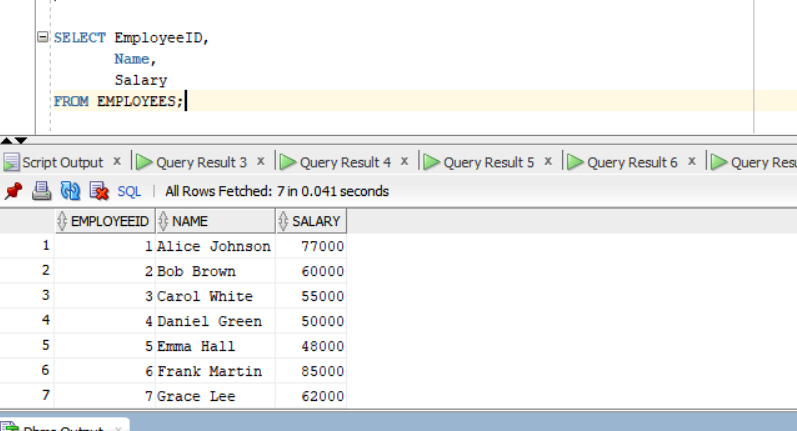 SELECT EmployeeID,
Name,
Salary
FROM EMPLOYEES;
Script Output x Query Result 3 x Query Result 4 x Query Result 5 x Query Result 6 x Query
SQL | All Rows Fetched: 7 in 0.041 seconds
EMPLOYEEID NAME SALARY
1 1 Alice Johnson 77000
2 2 Bob Brown 60000
3 3 Carol White 55000
4 4 Daniel Green 50000
5 5 Emma Hall 48000
6 6 Frank Martin 85000
7 7 Grace Lee 62000
Dbms Output x